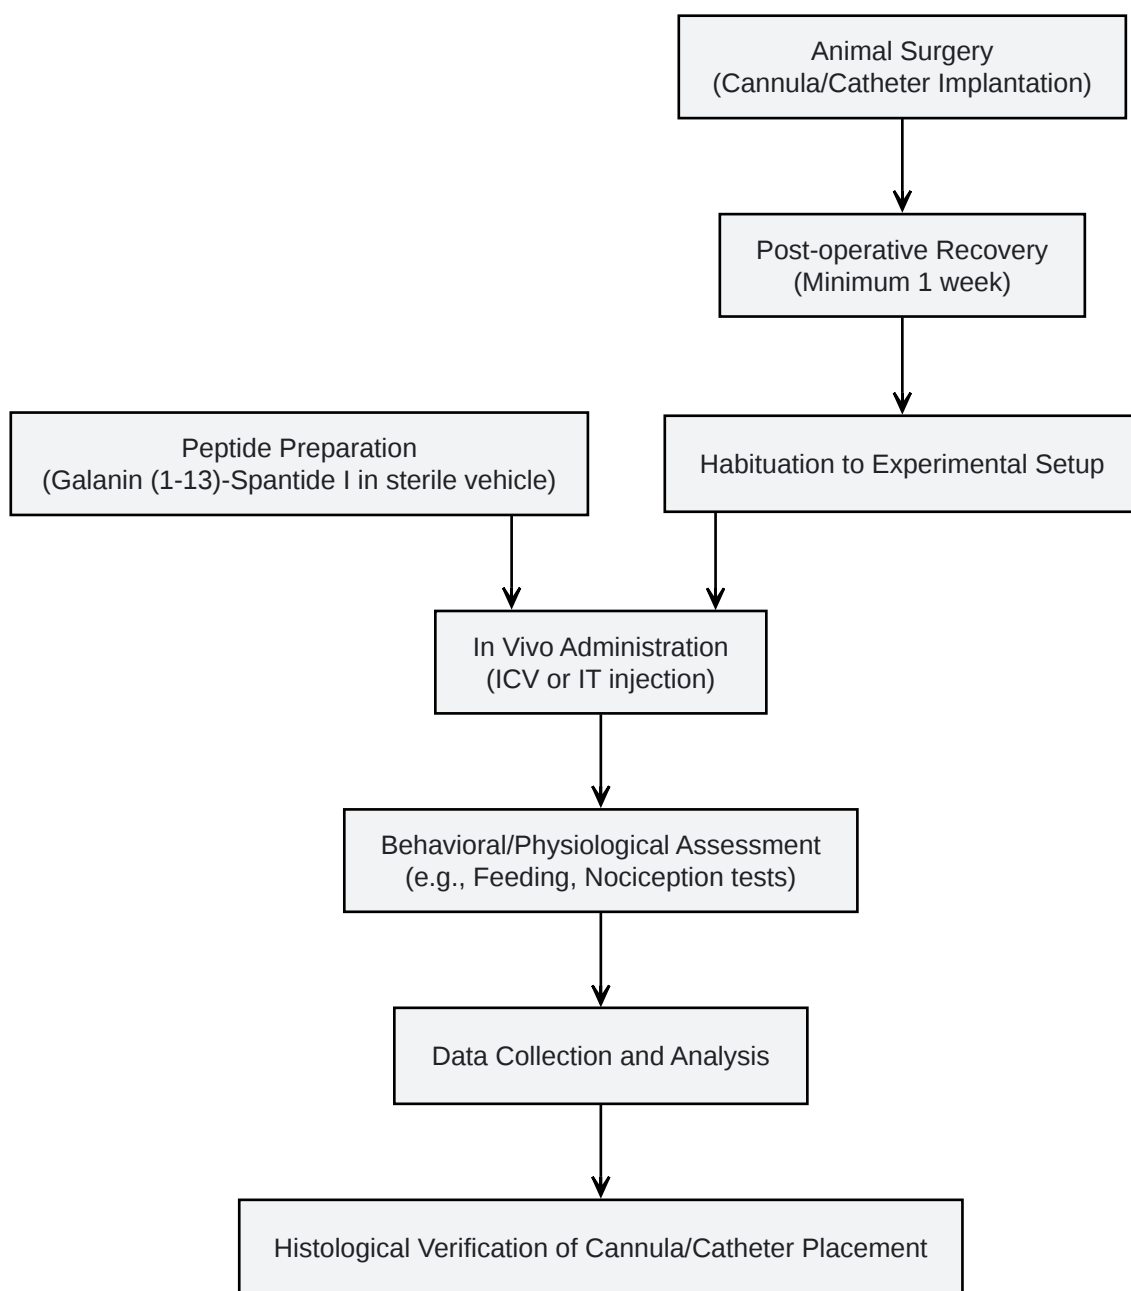 Animal Surgery
(Cannula/Catheter Implantation)
Post-operative Recovery
(Minimum 1 week)
Peptide Preparation
(Galanin (1-13)-Spantide I in sterile vehicle)
Habituation to Experimental Setup
In Vivo Administration
(ICV or IT injection)
Behavioral/Physiological Assessment
(e.g., Feeding, Nociception tests)
Data Collection and Analysis
Histological Verification of Cannula/Catheter Placement